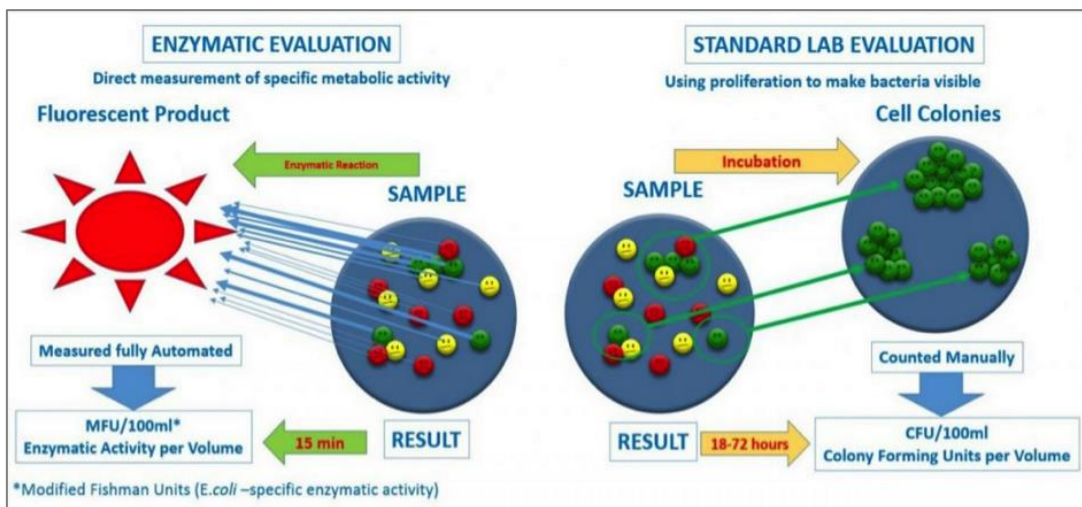 ENZYMATIC EVALUATION
Direct measurement of specific metabolic activity
Fluorescent Product
Enzymatic Reaction
SAMPLE
Measured fully Automated
MFU/100ml*
Enzymatic Activity per Volume
15 min
RESULT
*Modified Fishman Units (E.coli –specific enzymatic activity)
STANDARD LAB EVALUATION
Using proliferation to make bacteria visible
Cell Colonies
Incubation
SAMPLE
Counted Manually
RESULT
18-72 hours
CFU/100ml
Colony Forming Units per Volume